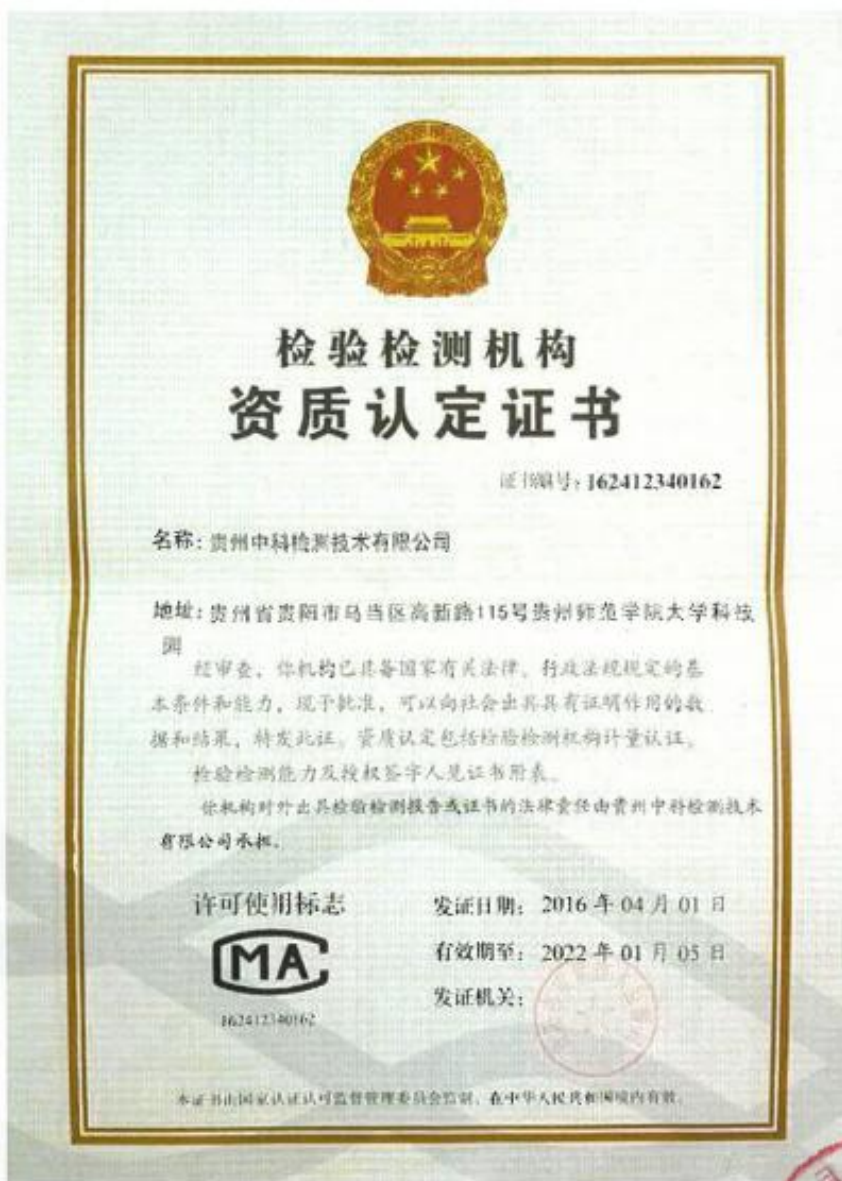 检验检测机构
资质认定证书
证书编号：162412340162
名称：贵州中科检测技术有限公司
地址：贵州省贵阳市乌当区高新路115号贵州师范学院大学科技
园
经审查，你机构已具备国家有关法律、行政法规规定的基
本条件和能力，现予批准，可以向社会出具具有证明作用的数
据和结果，特发此证。资质认定包括检验检测机构计量认证。
检验检测能力及授权签字人见证书附表。
你机构对外出具检验检测报告或证书的法律责任由贵州中科检测技术
有限公司承担。
许可使用标志
MA
162412340162
发证日期：2016年04月01日
有效期至：2022年01月05日
发证机关：
本证书由国家认证认可监督管理委员会监制，在中华人民共和国境内有效。